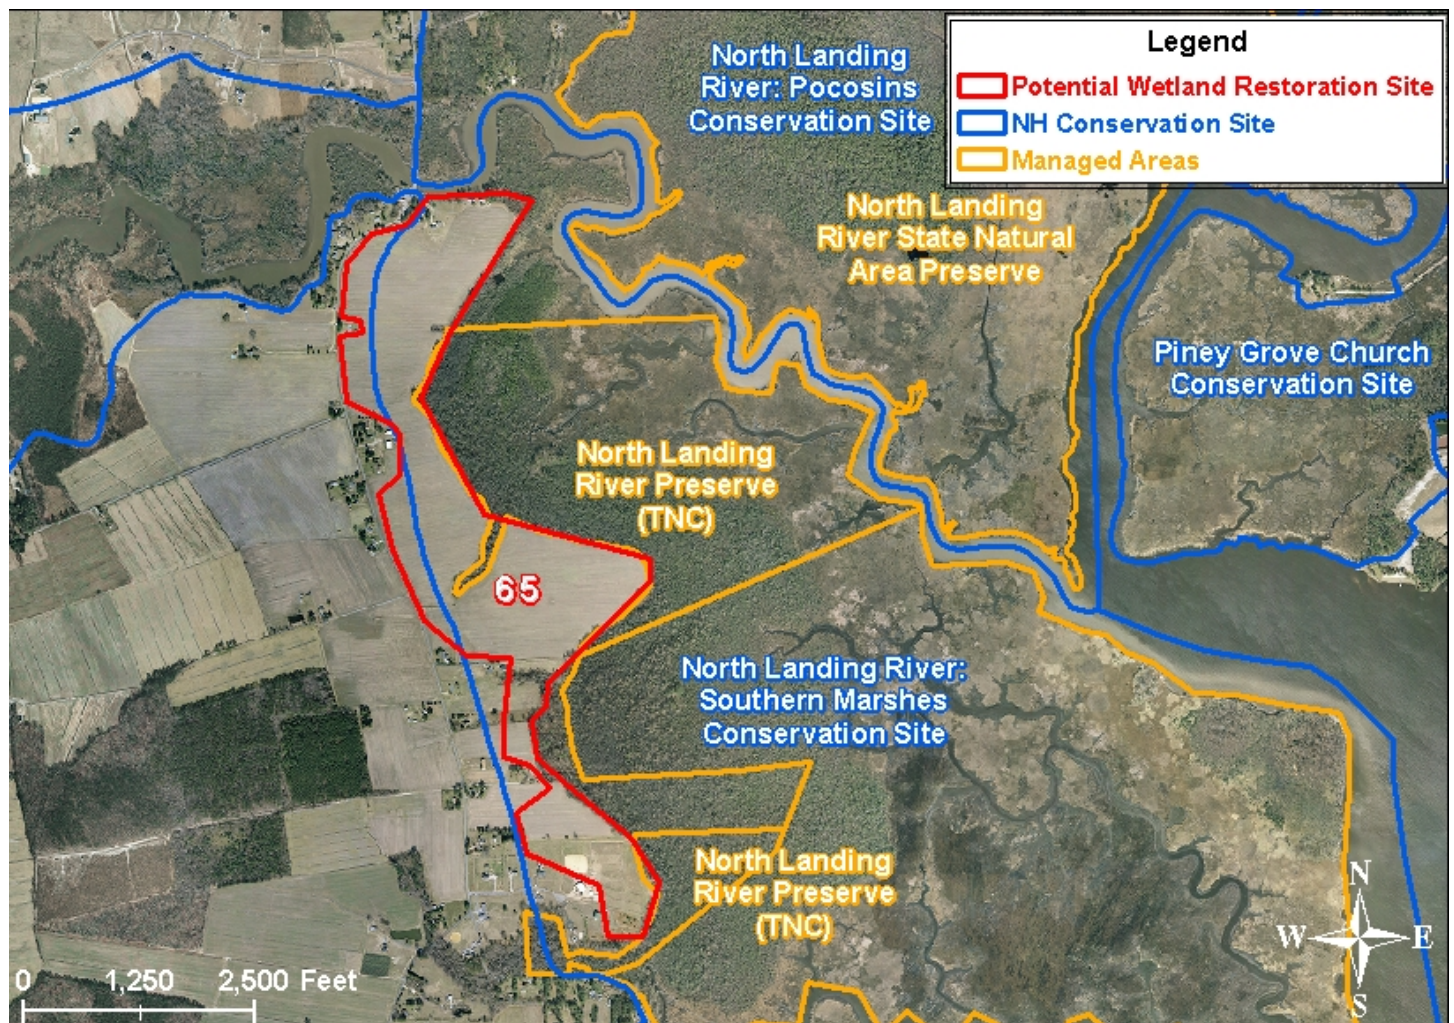 North Landing
River: Pocosins
Conservation Site
Legend
Potential Wetland Restoration Site
NH Conservation Site
Managed Areas
North Landing
River State Natural
Area Preserve
Piney Grove Church
Conservation Site
North Landing
River Preserve
(TNC)
65
North Landing River:
Southern Marshes
Conservation Site
North Landing
River Preserve
(TNC)
N
W E
S
0 1,250 2,500 Feet